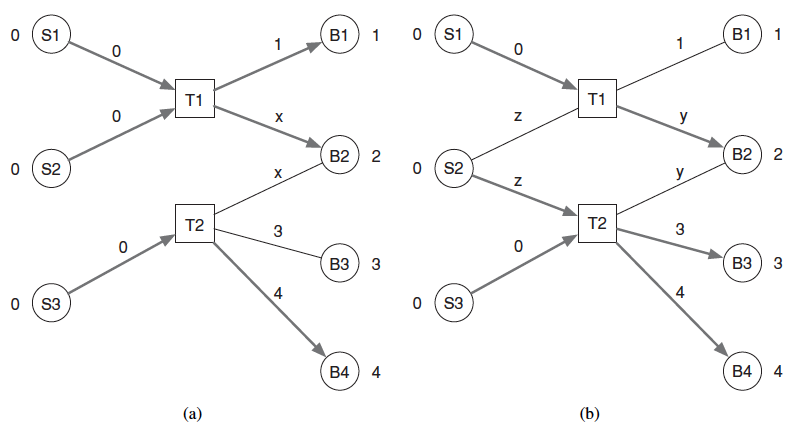 0 S1 0 1 B1 1
T1
0 x
0 S2 B2 2
x
T2
0 3
B3 3
0 S3 4
B4 4
(a)
0 S1 0 1 B1 1
T1
z y
0 S2 B2 2
z y
T2
0 3
B3 3
0 S3 4
B4 4
(b)